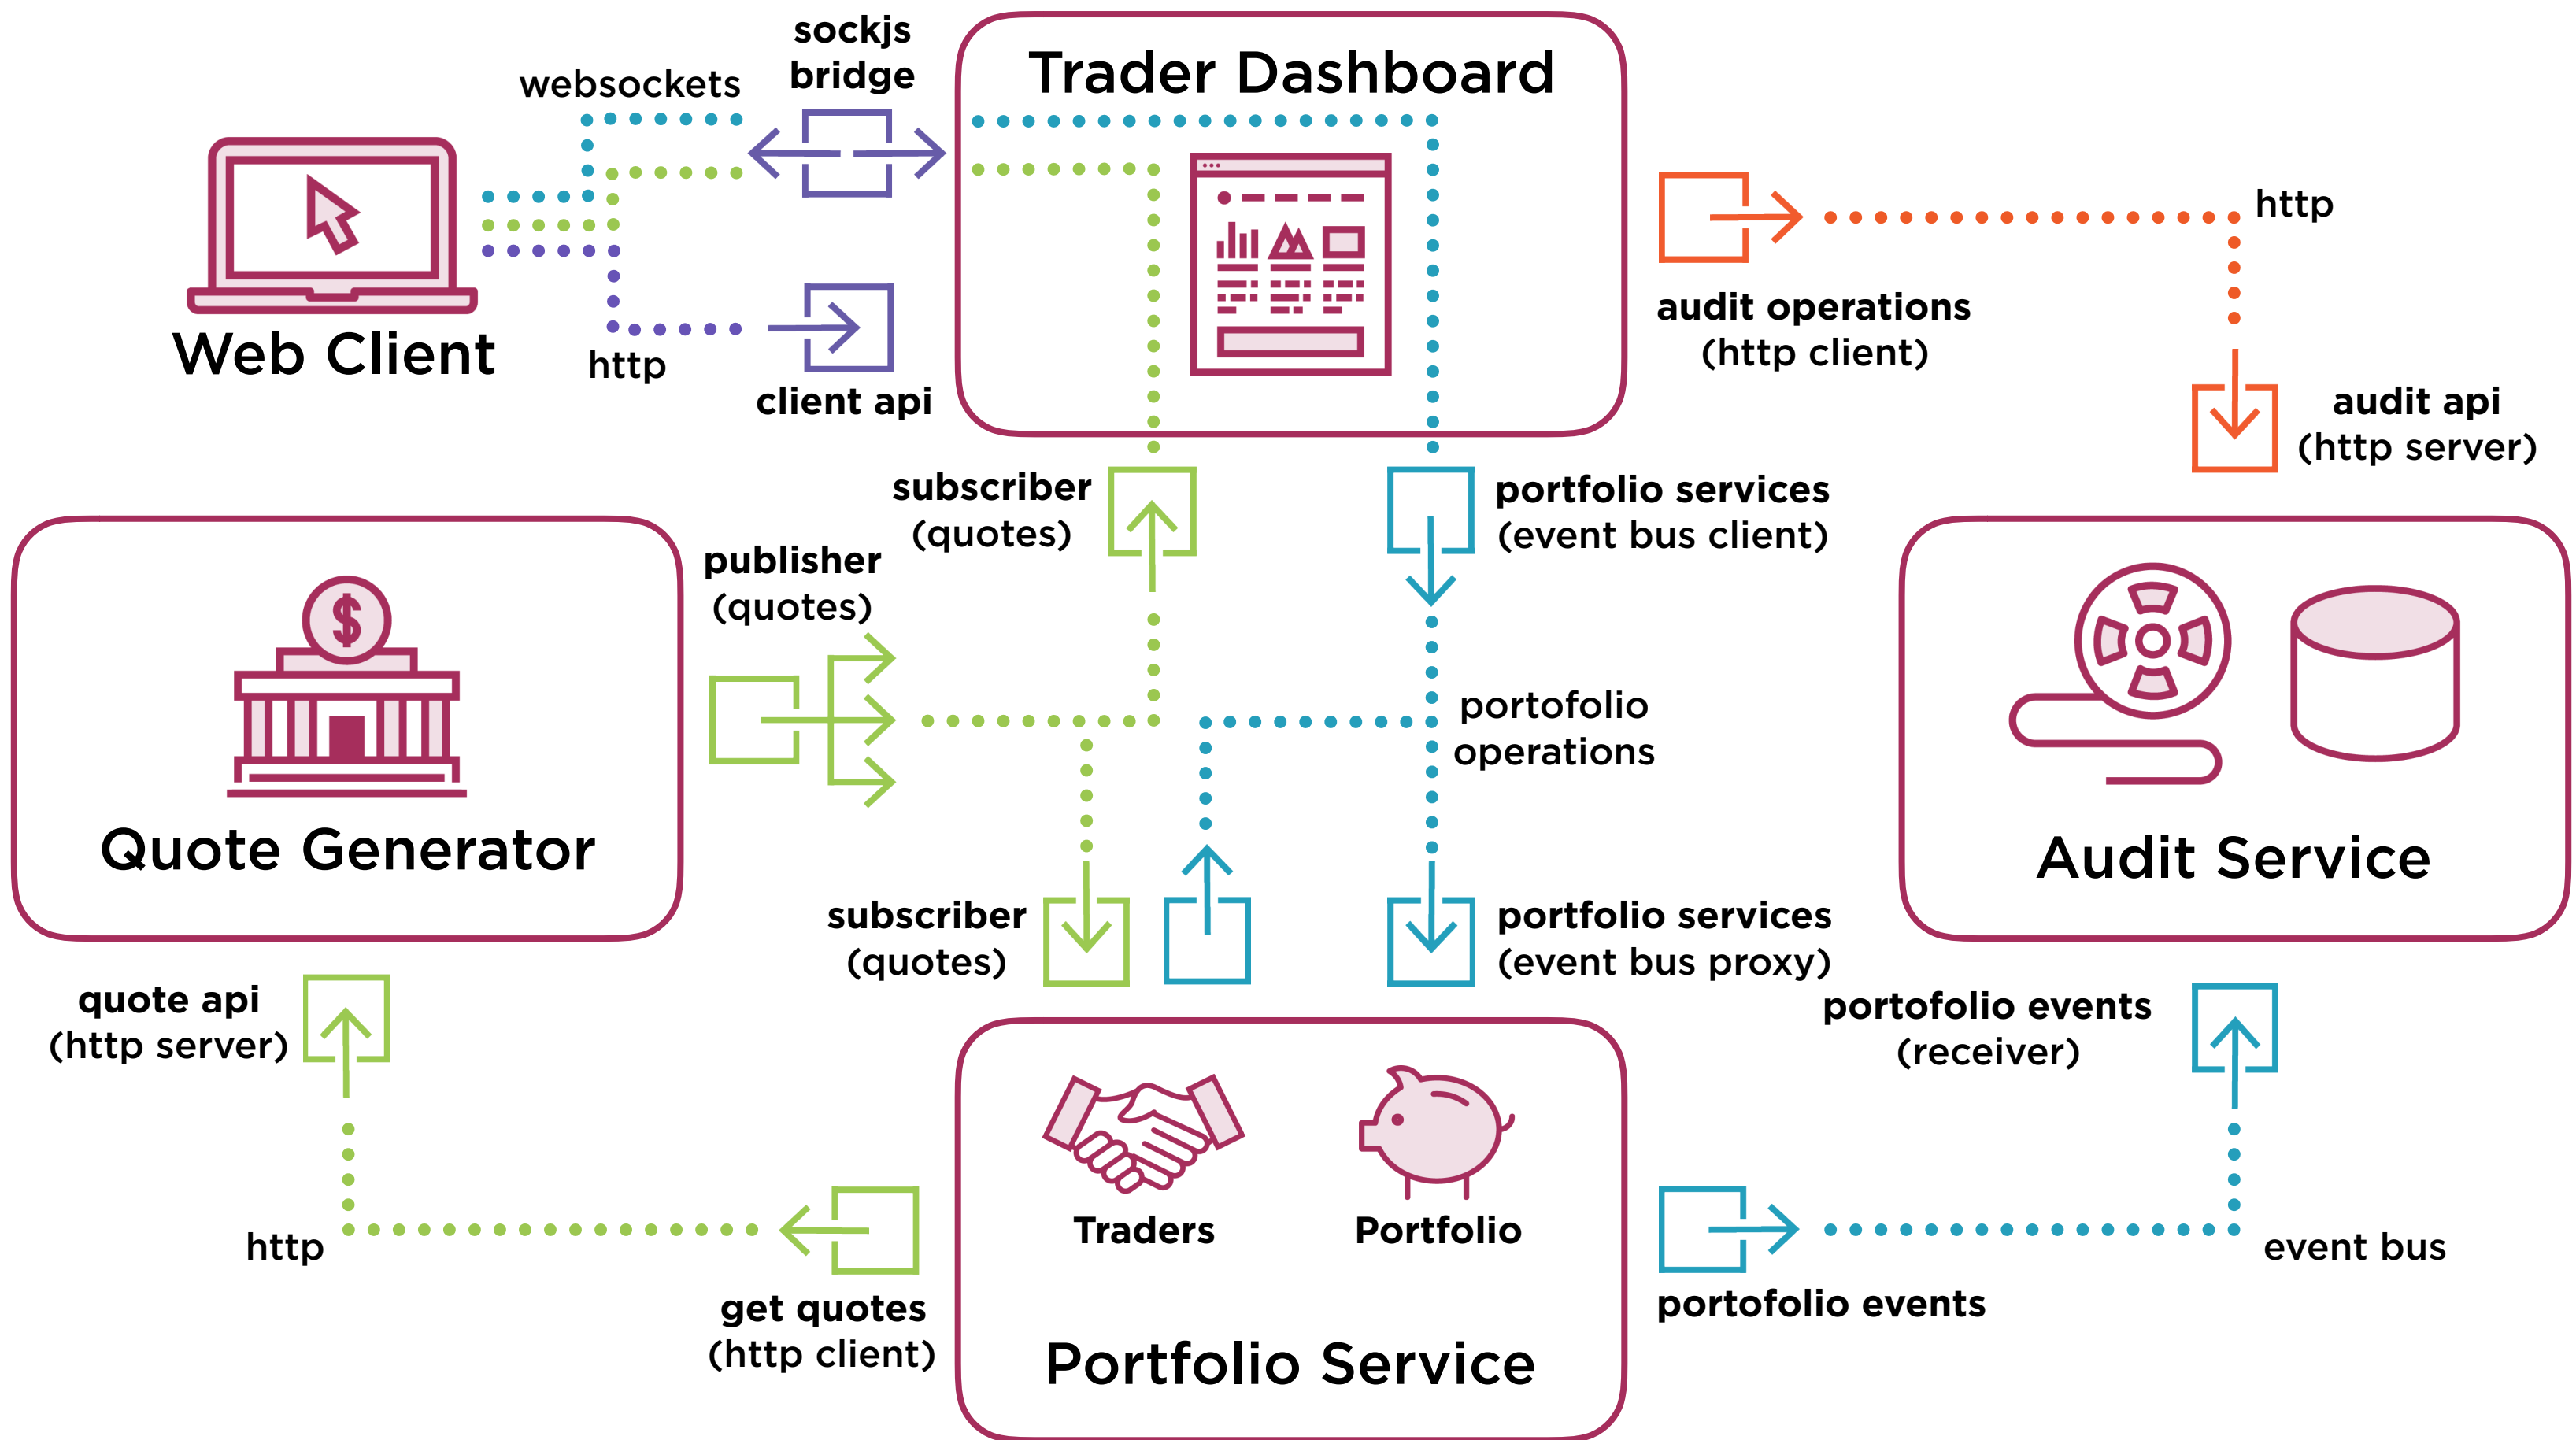 sockjs
bridge
websockets
Trader Dashboard
http
audit operations
(http client)
Web Client
http
client api
audit api
(http server)
subscriber
(quotes)
portfolio services
(event bus client)
publisher
(quotes)
$
portofolio
operations
Quote Generator
Audit Service
subscriber
(quotes)
portfolio services
(event bus proxy)
quote api
(http server)
portofolio events
(receiver)
Traders
Portfolio
http
event bus
get quotes
(http client)
portofolio events
Portfolio Service